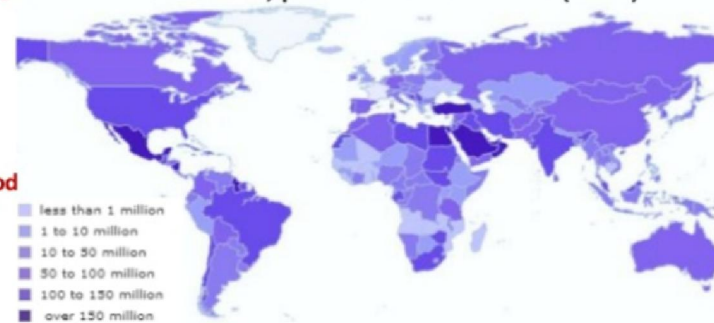 od
less than 1 million
1 to 10 million
10 to 50 million
50 to 100 million
100 to 150 million
over 150 million